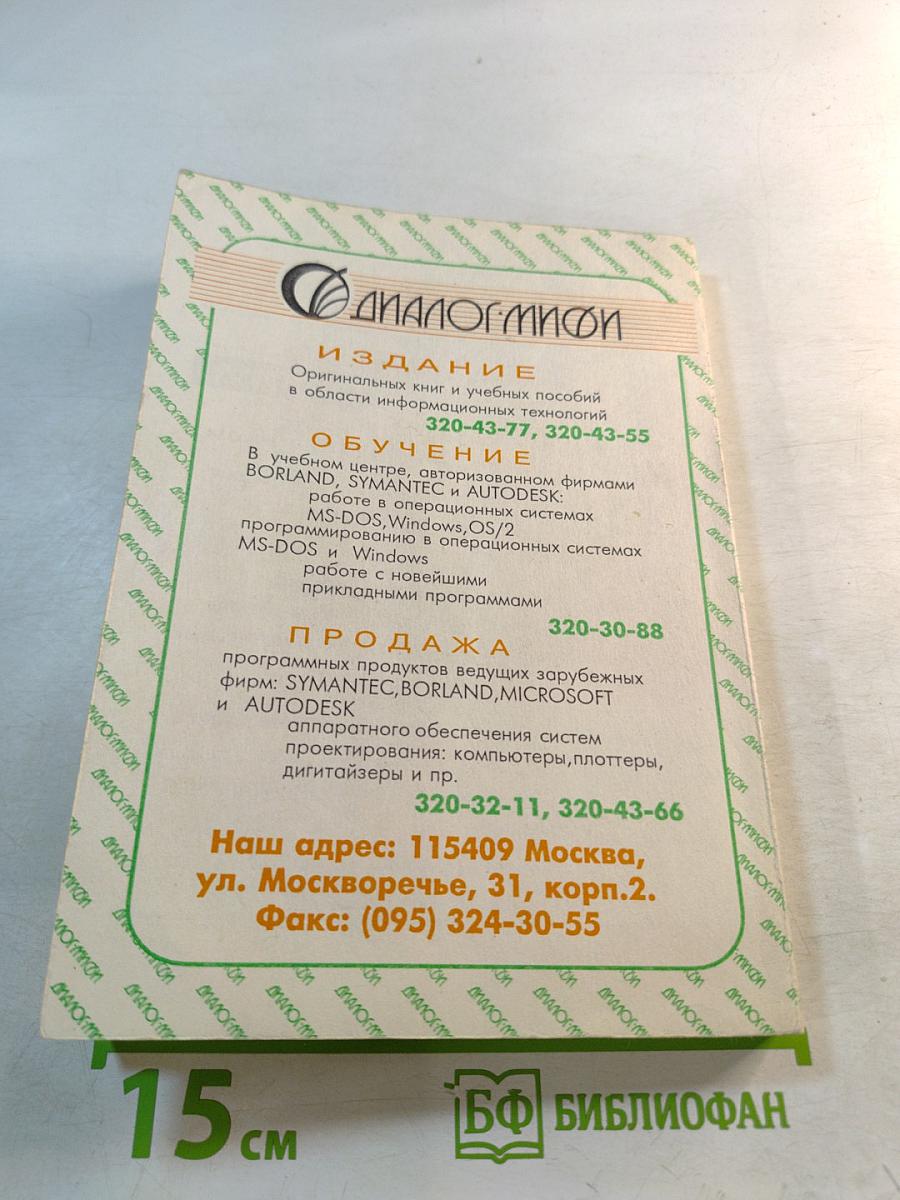 ДИАЛОГ·МИФИ
ИЗДАНИЕ
Оригинальных книг и учебных пособий
в области информационных технологий
320-43-77, 320-43-55
ОБУЧЕНИЕ
В учебном центре, авторизованном фирмами
BORLAND, SYMANTEC и AUTODESK:
работе в операционных системах
MS-DOS,Windows,OS/2
программированию в операционных системах
MS-DOS и Windows
работе с новейшими
прикладными программами
320-30-88
ПРОДАЖА
программных продуктов ведущих зарубежных
фирм: SYMANTEC,BORLAND,MICROSOFT
и AUTODESK
аппаратного обеспечения систем
проектирования: компьютеры,плоттеры,
дигитайзеры и пр.
320-32-11, 320-43-66
Наш адрес: 115409 Москва,
ул. Москворечье, 31, корп.2.
Факс: (095) 324-30-55
15 см
БФ БИБЛИОФАН